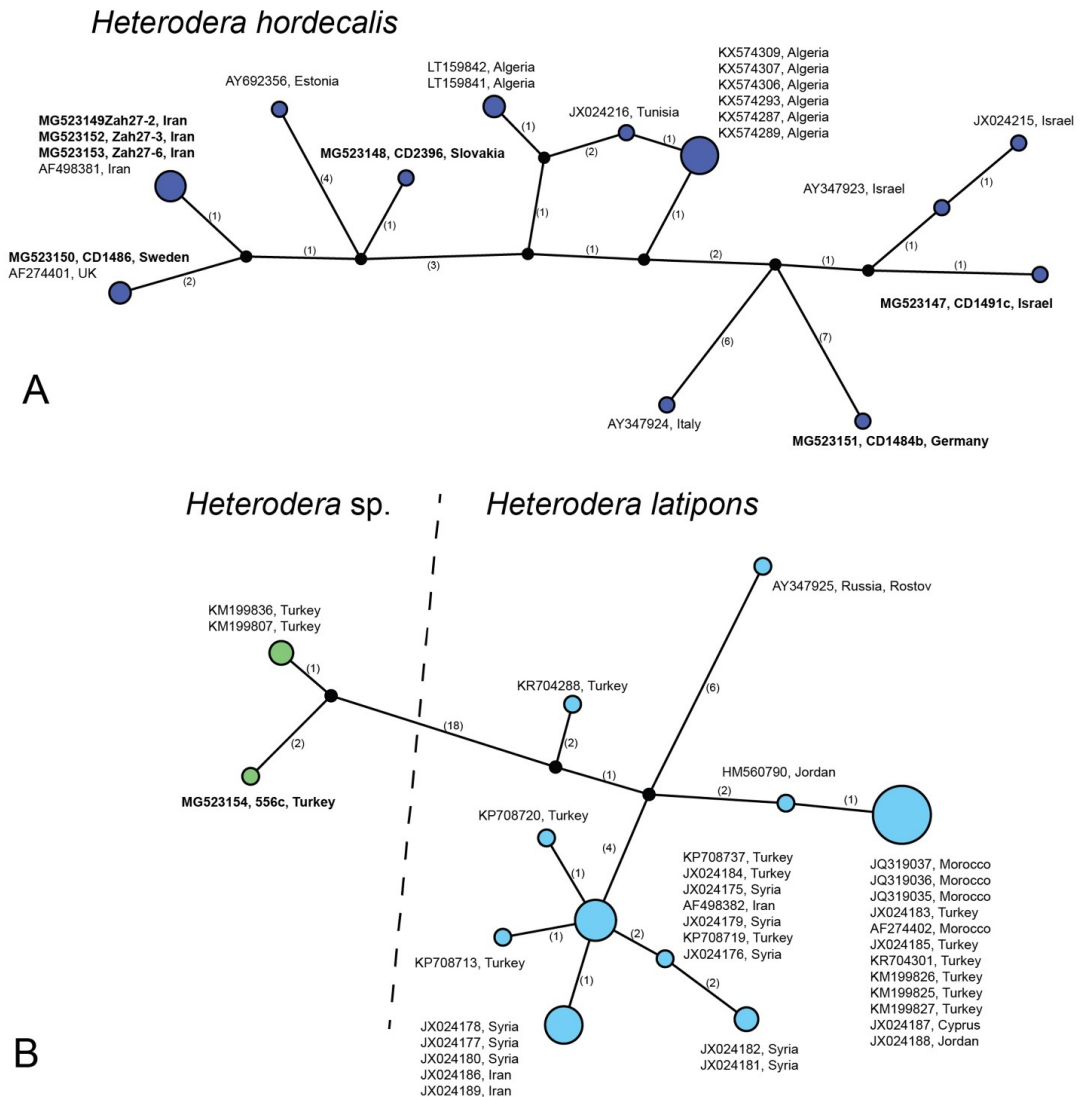 Heterodera hordecalis
AY692356, Estonia
LT159842, Algeria
LT159841, Algeria
KX574309, Algeria
KX574307, Algeria
KX574306, Algeria
KX574293, Algeria
KX574287, Algeria
KX574289, Algeria
JX024216, Tunisia
JX024215, Israel
MG523149Zah27-2, Iran
MG523152, Zah27-3, Iran
MG523153, Zah27-6, Iran
AF498381, Iran
MG523148, CD2396, Slovakia
AY347923, Israel
(1)
(2)
(1)
(4)
(1)
(1)
(1)
(1)
(1)
(1)
MG523150, CD1486, Sweden
AF274401, UK
(2)
(1)
(3)
(1)
(2)
(1)
(1)
MG523147, CD1491c, Israel
(6)
(7)
A
AY347924, Italy
MG523151, CD1484b, Germany
Heterodera sp.
Heterodera latipons
AY347925, Russia, Rostov
KM199836, Turkey
KM199807, Turkey
(1)
KR704288, Turkey
(6)
(18)
(2)
(2)
(1)
HM560790, Jordan
(2)
(1)
MG523154, 556c, Turkey
KP708720, Turkey
(4)
(1)
KP708737, Turkey
JX024184, Turkey
JX024175, Syria
AF498382, Iran
JX024179, Syria
KP708719, Turkey
JX024176, Syria
JQ319037, Morocco
JQ319036, Morocco
JQ319035, Morocco
JX024183, Turkey
AF274402, Morocco
JX024185, Turkey
KR704301, Turkey
KM199826, Turkey
KM199825, Turkey
KM199827, Turkey
JX024187, Cyprus
JX024188, Jordan
(1)
(2)
KP708713, Turkey
(1)
(2)
JX024178, Syria
JX024177, Syria
JX024180, Syria
JX024186, Iran
JX024189, Iran
JX024182, Syria
JX024181, Syria
B